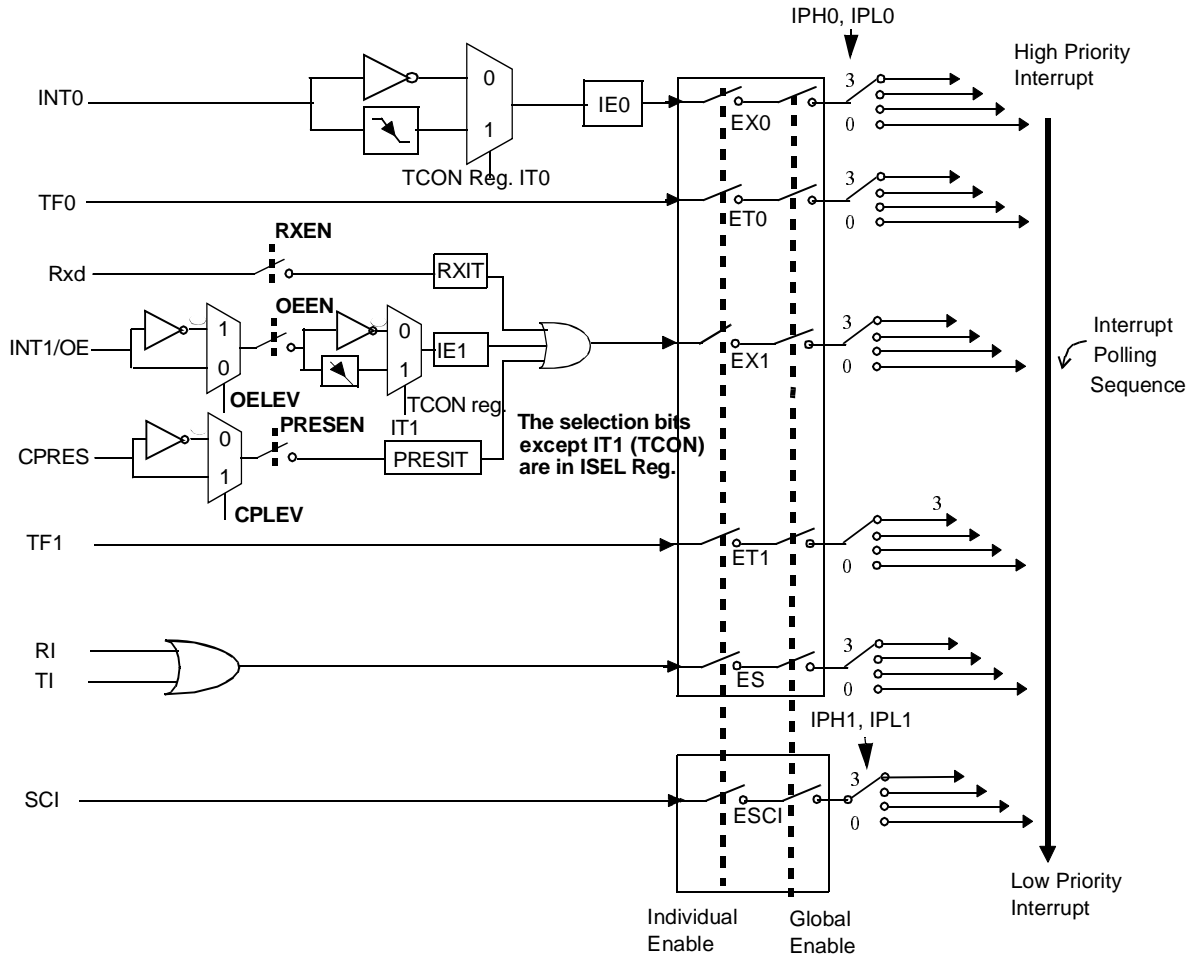 IPH0, IPL0
High Priority
Interrupt
INT0
0
1
IE0
EX0
3
0
TCON Reg. IT0
TF0
ET0
3
0
RXEN
Rxd
RXIT
OEEN
INT1/OE
1
0
0
1
IE1
EX1
3
0
Interrupt
Polling
Sequence
OELEV
TCON reg.
IT1
PRESEN
CPRES
0
1
PRESIT
The selection bits
except IT1 (TCON)
are in ISEL Reg.
CPLEV
TF1
ET1
3
0
RI
TI
ES
3
0
IPH1, IPL1
SCI
ESCI
3
0
Low Priority
Interrupt
Individual
Enable
Global
Enable